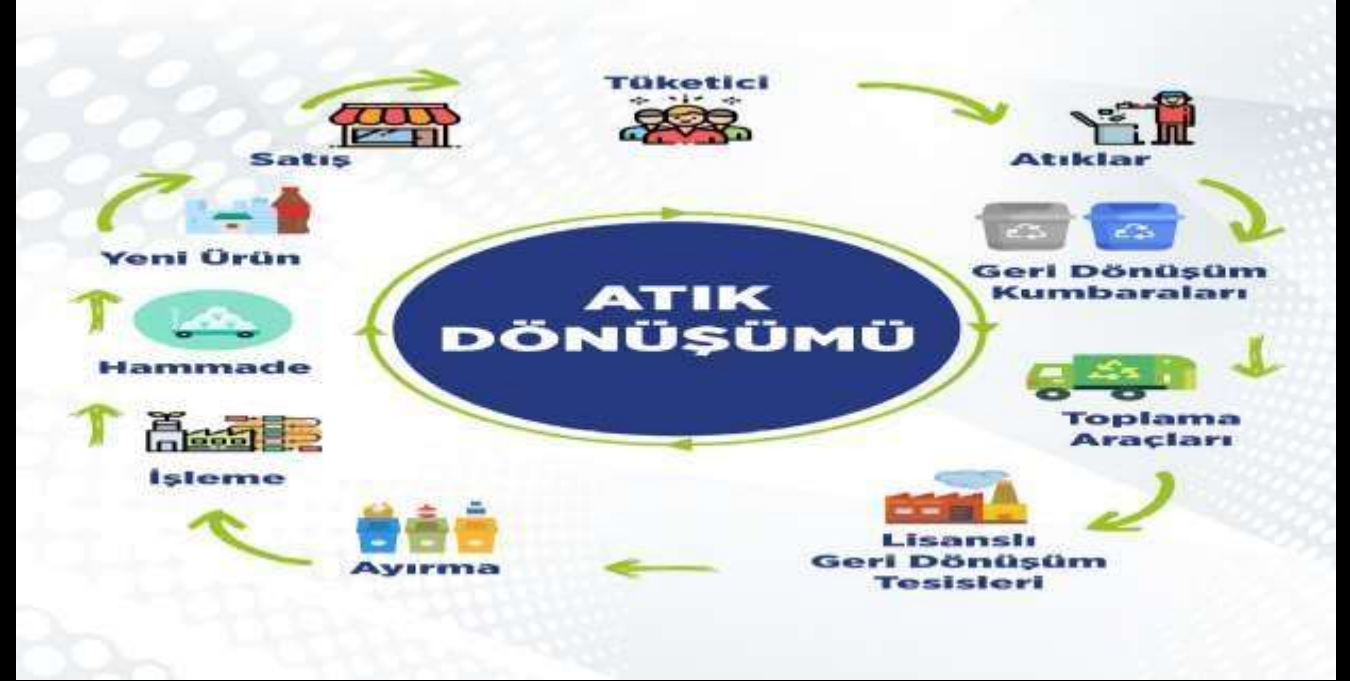 Tüketici
Atıklar
Geri Dönüşüm
Kumbaraları
Toplama
Araçları
Lisanslı
Geri Dönüşüm
Tesisleri
Ayırma
İşleme
Hammade
Yeni Ürün
Satış
ATIK
DÖNÜŞÜMÜ